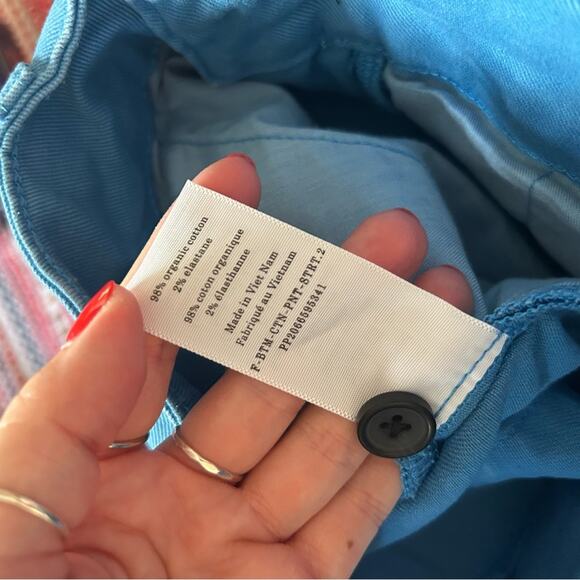 98% organic cotton
2% elastane
98% coton organique
2% élasthanne
Made in Viet Nam
Fabriqué au Vietnam
F-BTM-CTN-PNT-STRT.2
PP2066595341